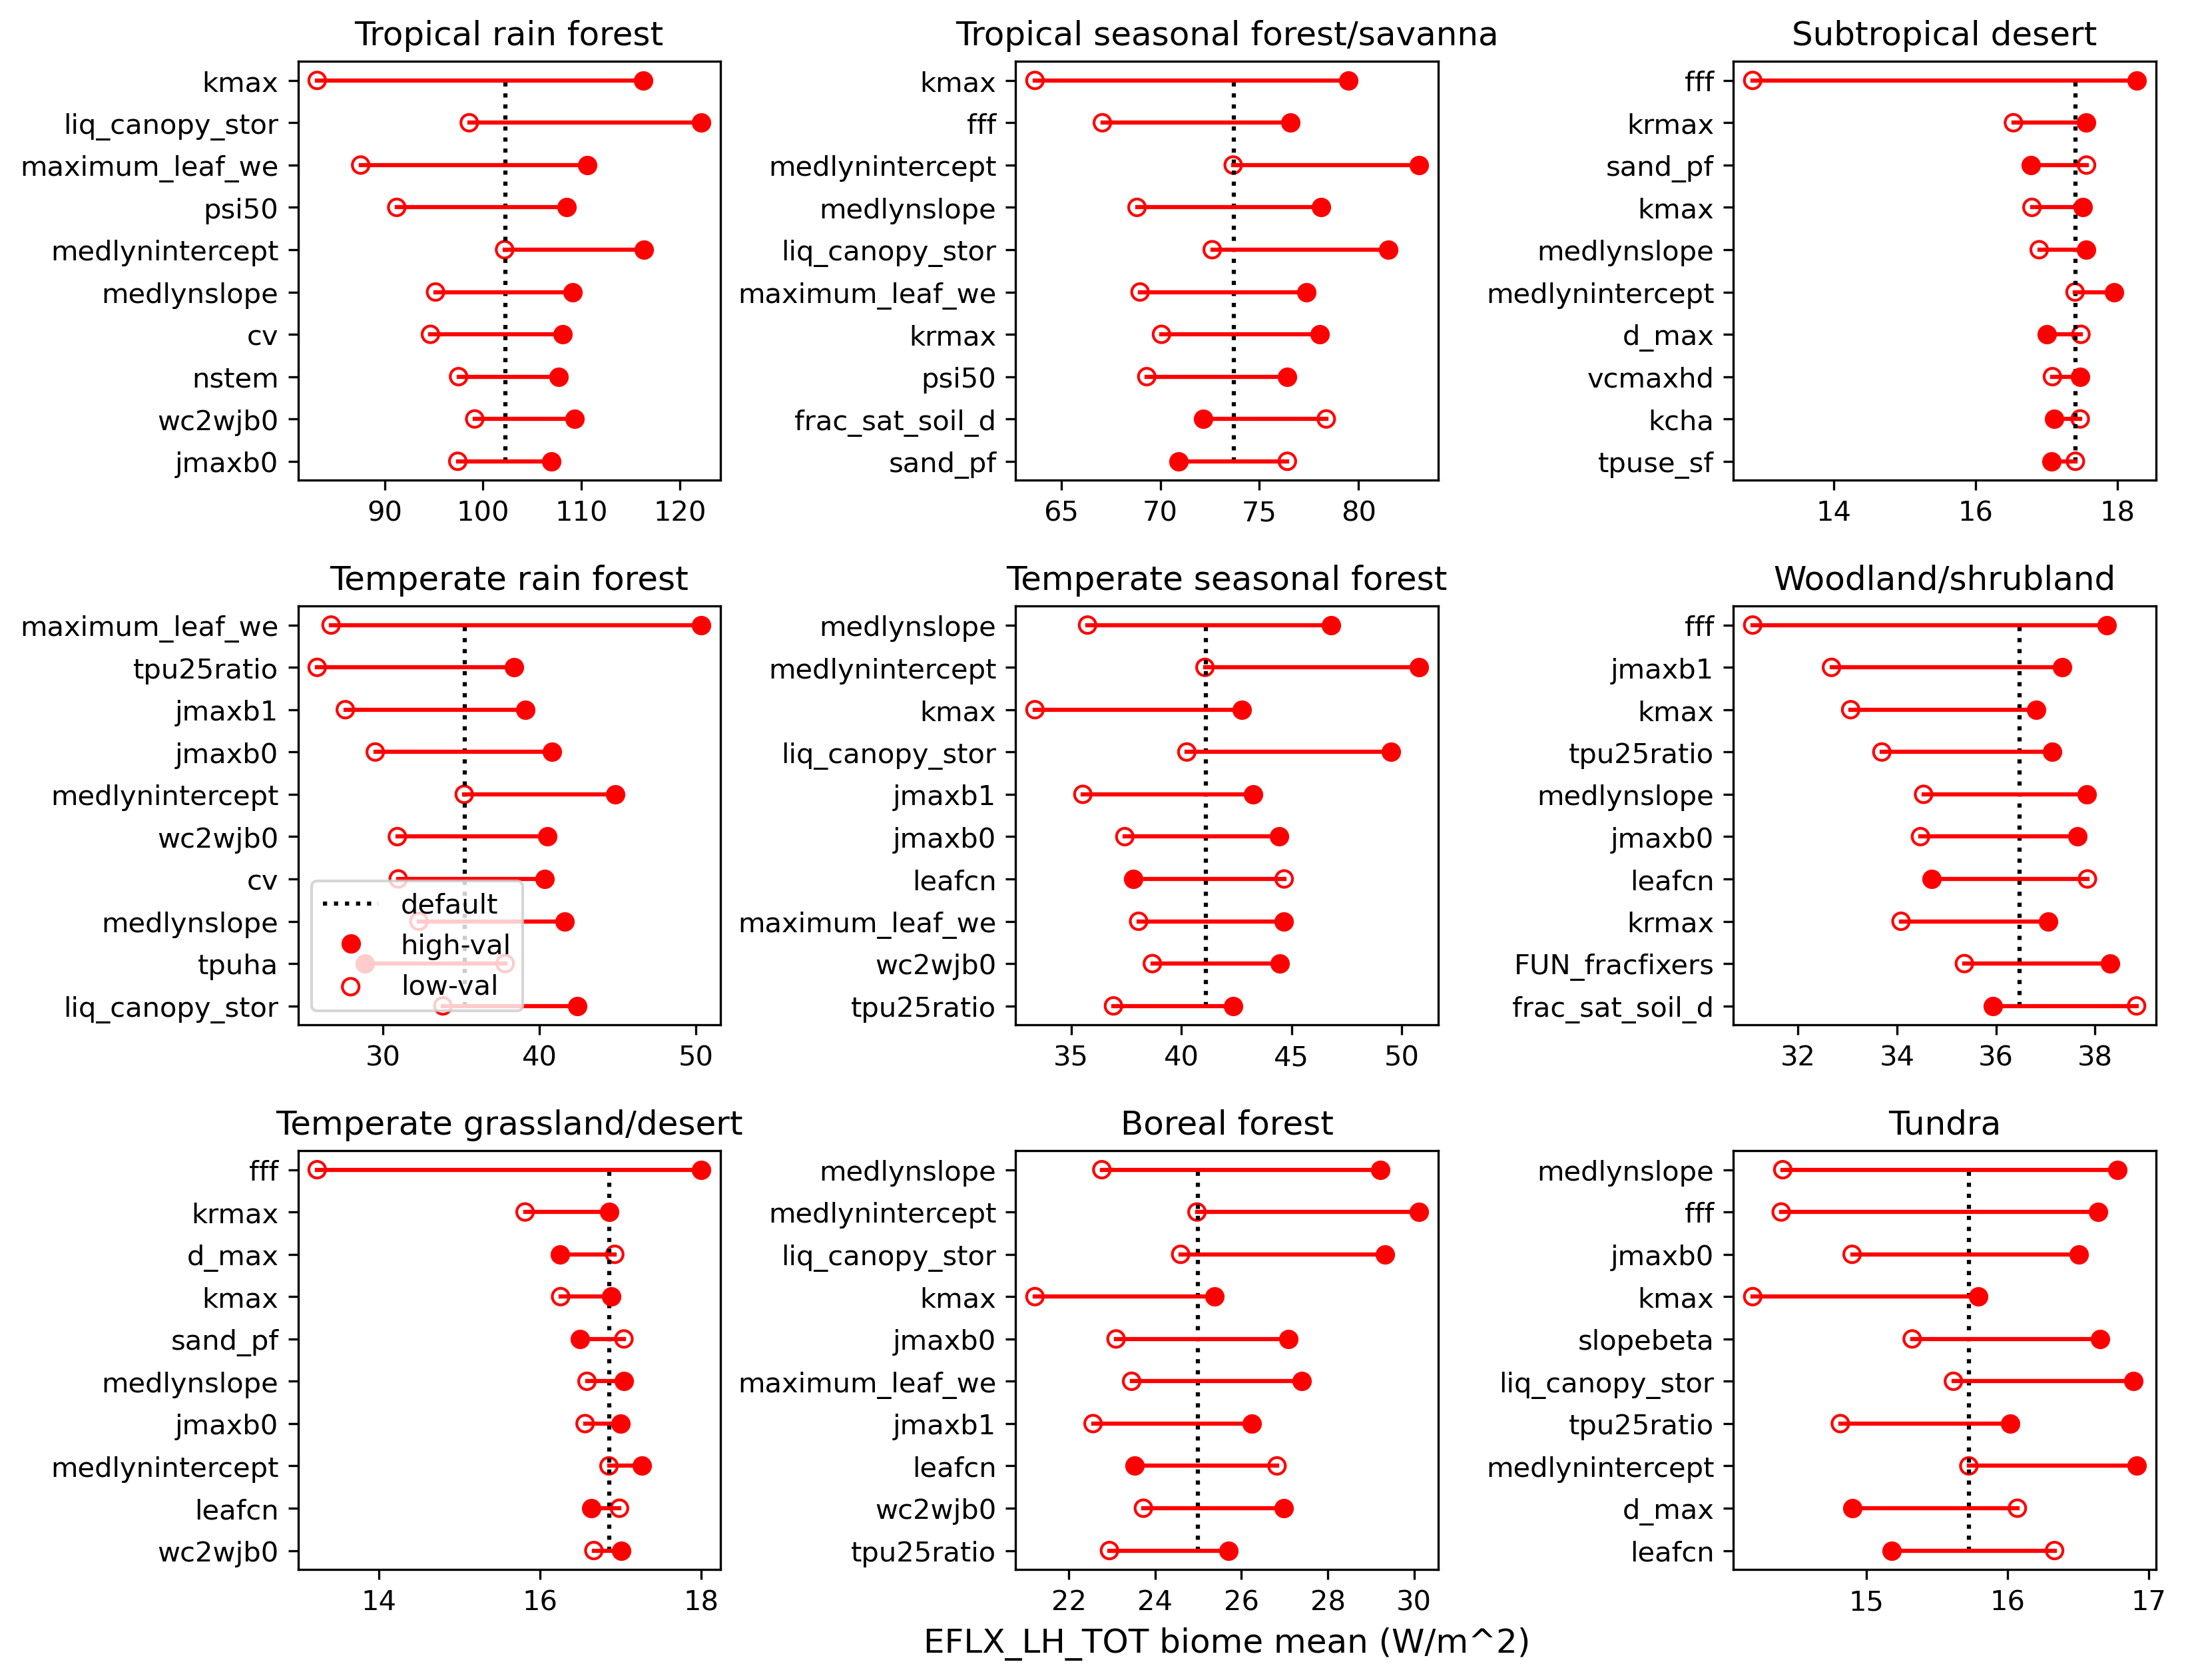 Tropical rain forest
kmax
liq_canopy_stor
maximum_leaf_we
psi50
medlynintercept
medlynslope
cv
nstem
wc2wjb0
jmaxb0
90 100 110 120
Tropical seasonal forest/savanna
kmax
fff
medlynintercept
medlynslope
liq_canopy_stor
maximum_leaf_we
krmax
psi50
frac_sat_soil_d
sand_pf
65 70 75 80
Subtropical desert
fff
krmax
sand_pf
kmax
medlynslope
medlynintercept
d_max
vcmaxhd
kcha
tpuse_sf
14 16 18
Temperate rain forest
maximum_leaf_we
tpu25ratio
jmaxb1
jmaxb0
medlynintercept
wc2wjb0
cv
medlynslope
tpuha
liq_canopy_stor
default
high-val
low-val
30 40 50
Temperate seasonal forest
medlynslope
medlynintercept
kmax
liq_canopy_stor
jmaxb1
jmaxb0
leafcn
maximum_leaf_we
wc2wjb0
tpu25ratio
35 40 45 50
Woodland/shrubland
fff
jmaxb1
kmax
tpu25ratio
medlynslope
jmaxb0
leafcn
krmax
FUN_fracfixers
frac_sat_soil_d
32 34 36 38
Temperate grassland/desert
fff
krmax
d_max
kmax
sand_pf
medlynslope
jmaxb0
medlynintercept
leafcn
wc2wjb0
14 16 18
Boreal forest
medlynslope
medlynintercept
liq_canopy_stor
kmax
jmaxb0
maximum_leaf_we
jmaxb1
leafcn
wc2wjb0
tpu25ratio
22 24 26 28 30
Tundra
medlynslope
fff
jmaxb0
kmax
slopebeta
liq_canopy_stor
tpu25ratio
medlynintercept
d_max
leafcn
15 16 17
EFLX_LH_TOT biome mean (W/m^2)